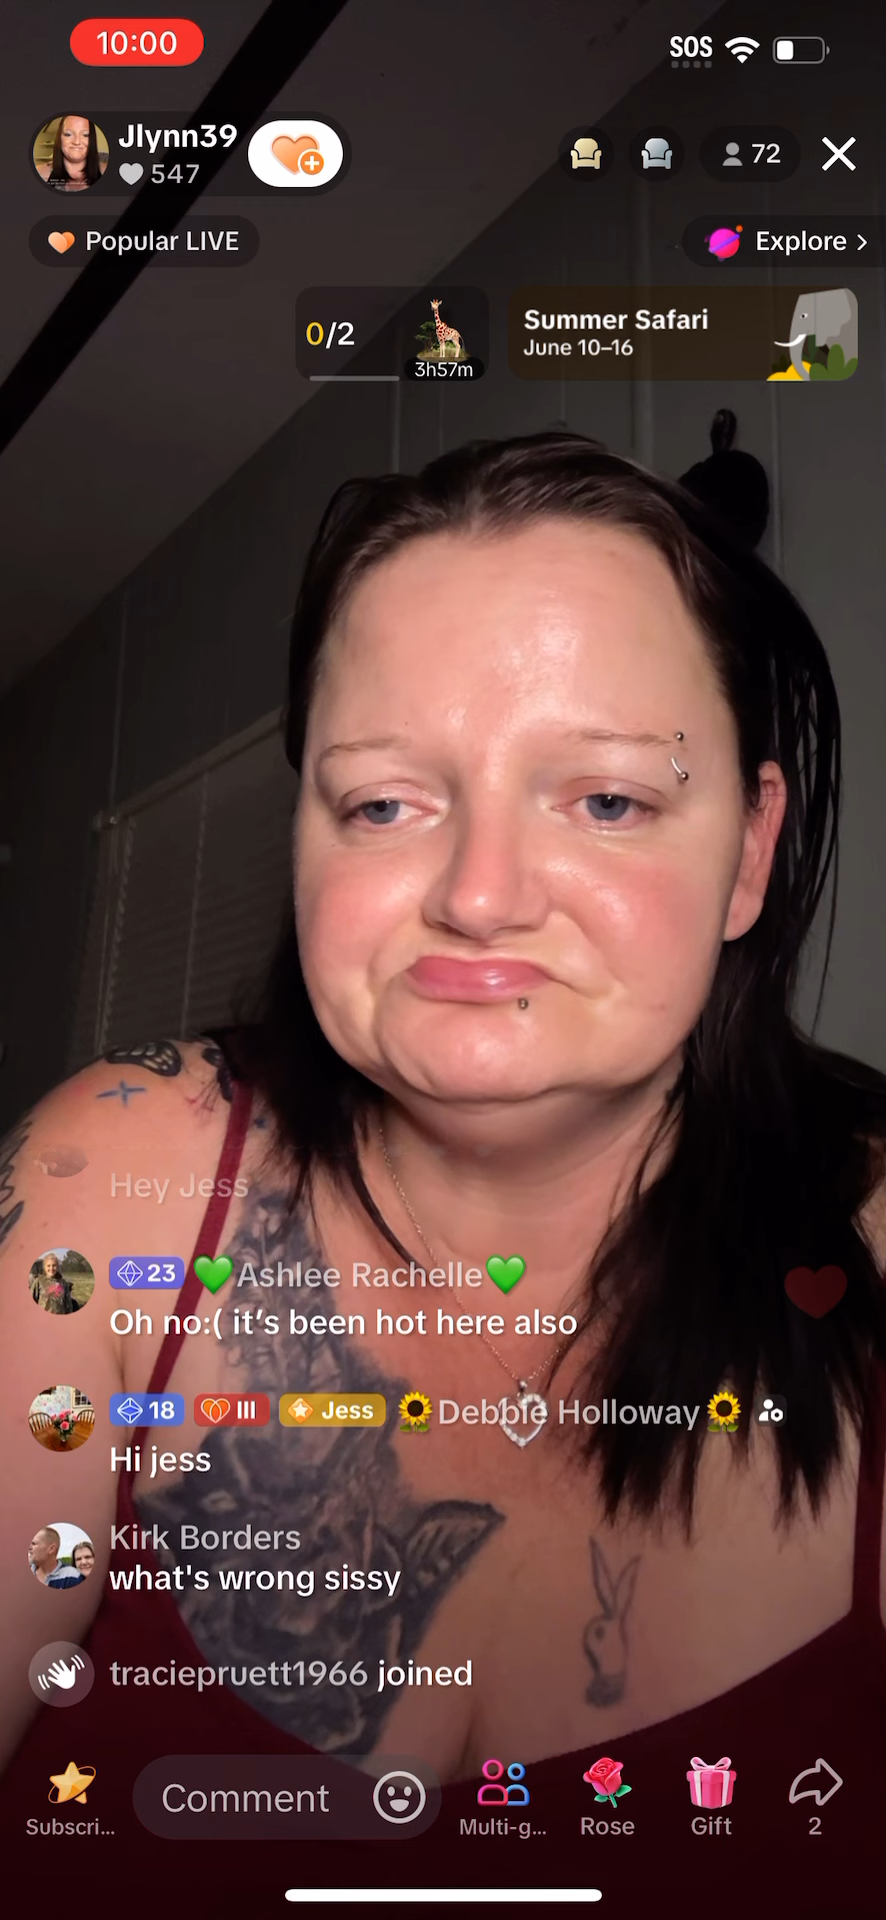 10:00
SOS
Jlynn39
547
72
Popular LIVE
Explore >
0/2
3h57m
Summer Safari
June 10–16
Hey Jess
23 💚Ashlee Rachelle💚
Oh no:( it’s been hot here also
18 III Jess 🌻Debbie Holloway🌻
Hi jess
Kirk Borders
what's wrong sissy
traciepruett1966 joined
Comment
Subscri...
Multi-g...
Rose
Gift
2